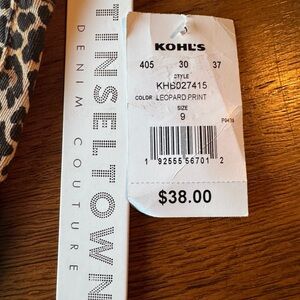 TINSELTOWN
DENIM COUTURE
KOHL'S
405 30 37
STYLE
KHB027415
COLOR LEOPARD PRINT
SIZE
9
P0418
1 92555 56701 2
$38.00